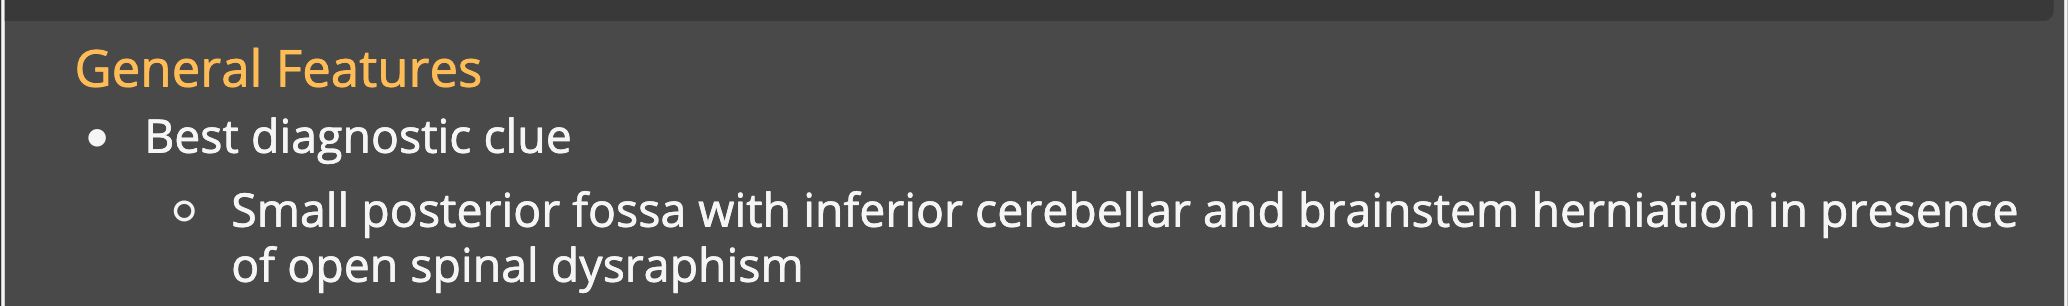 General Features
• Best diagnostic clue
○ Small posterior fossa with inferior cerebellar and brainstem herniation in presence
of open spinal dysraphism